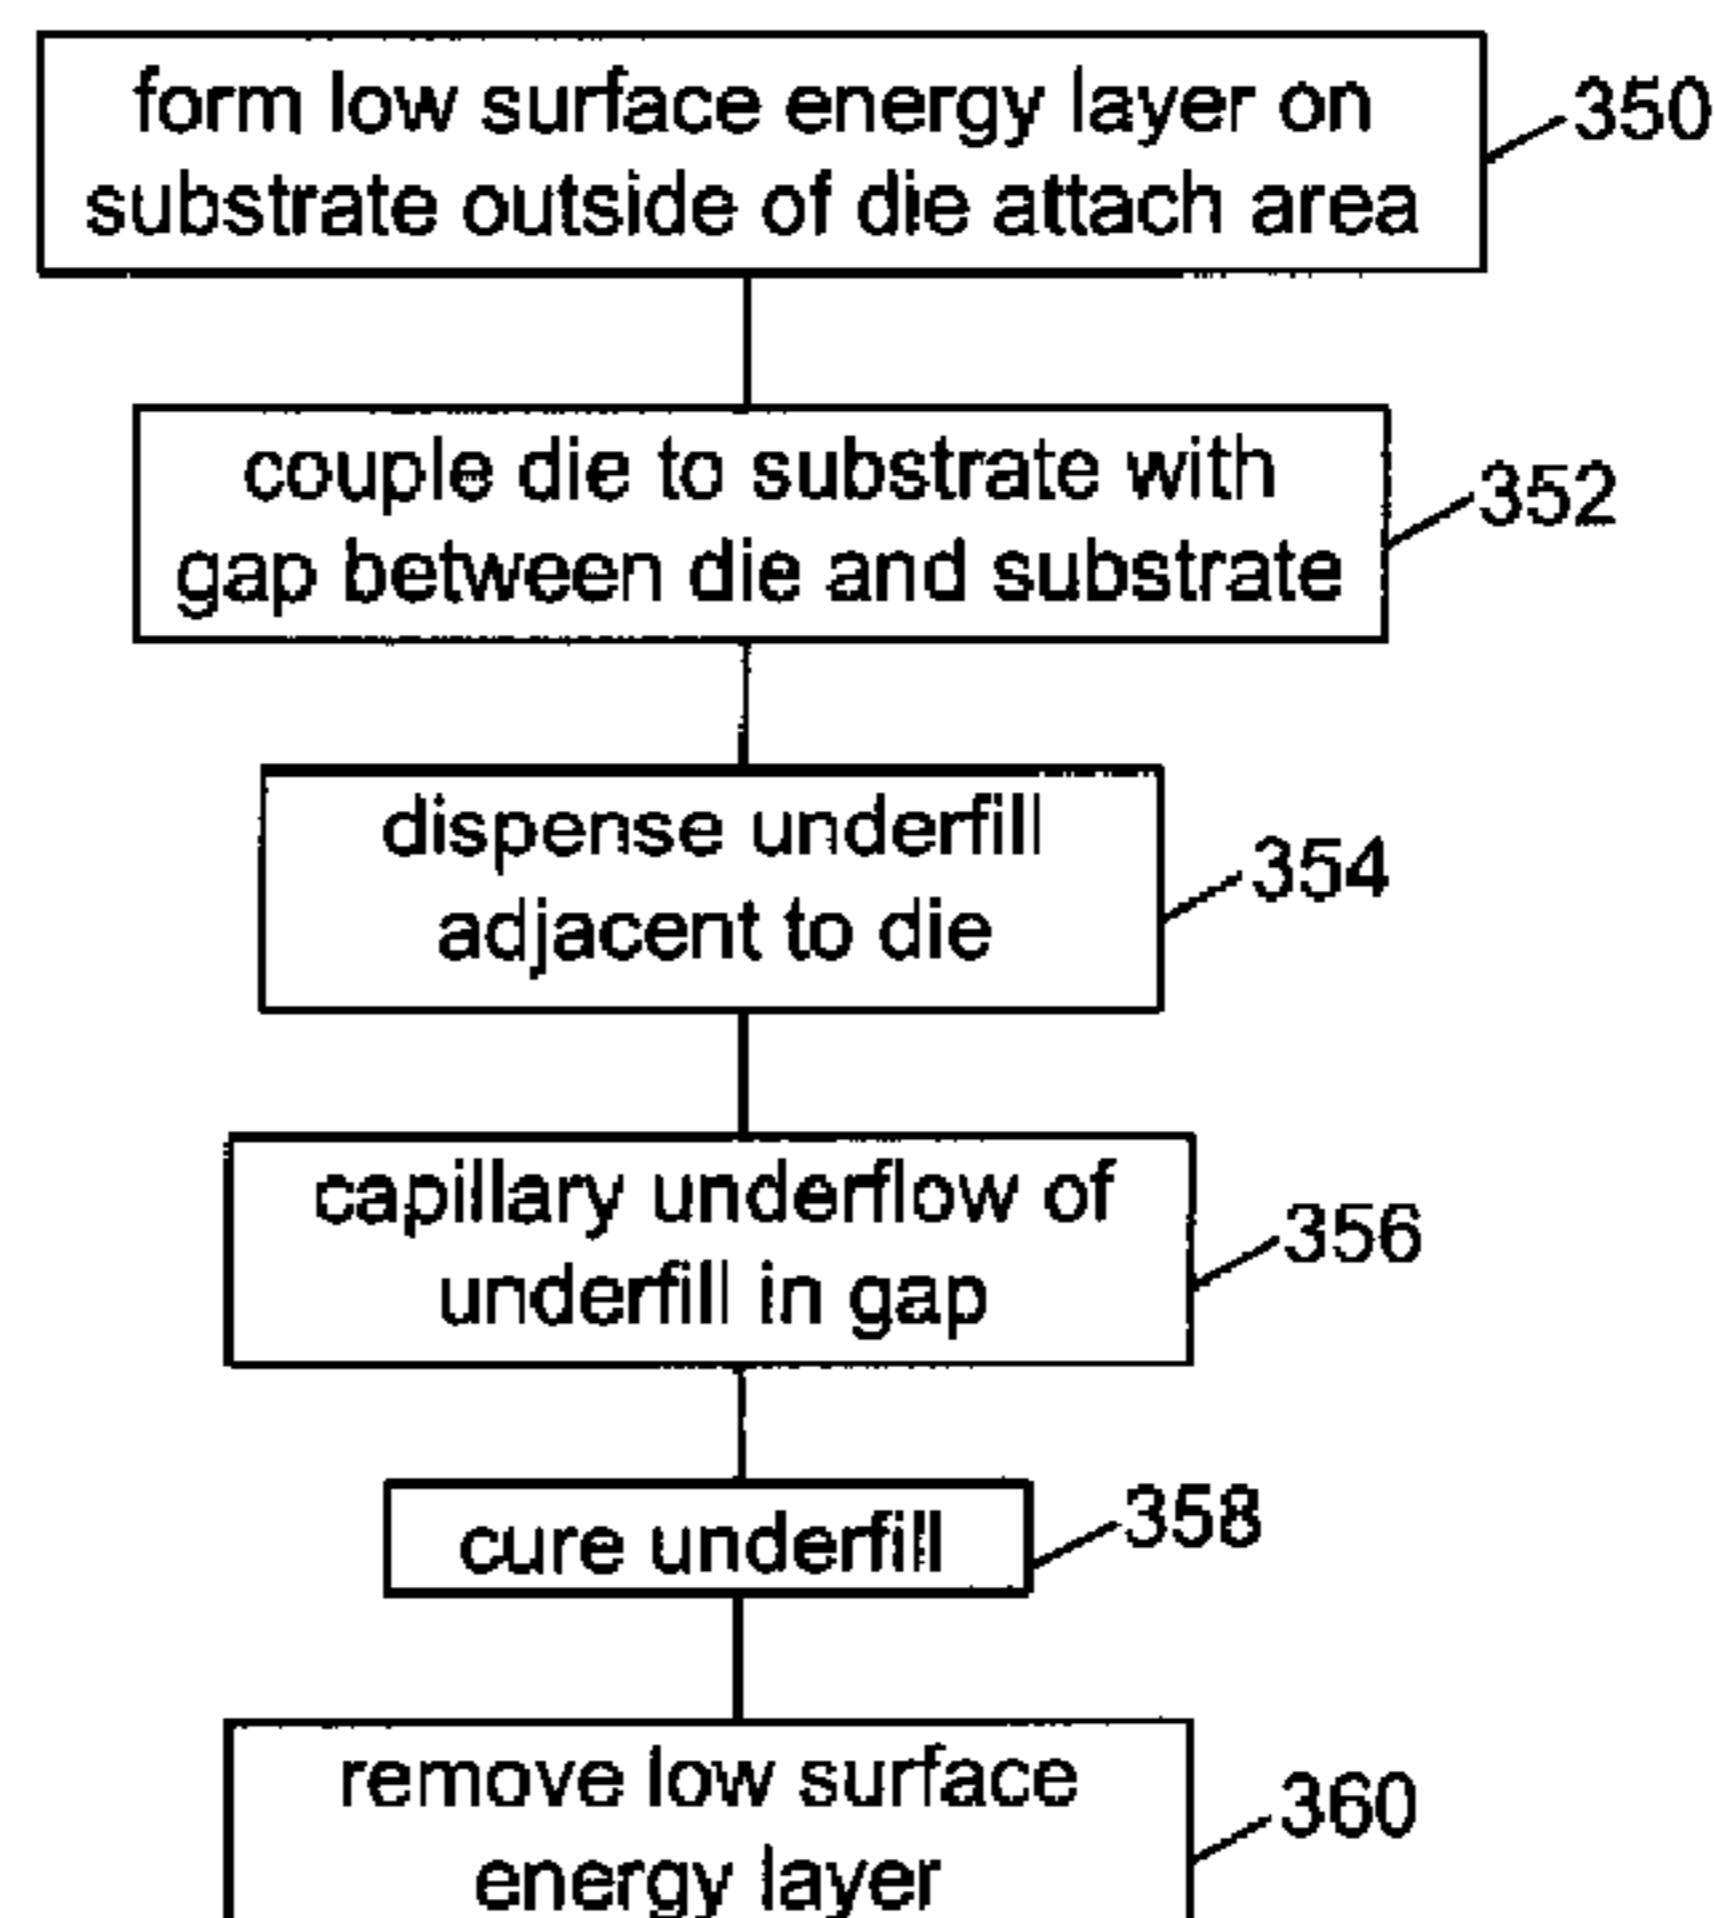 form low surface energy layer on
substrate outside of die attach area
350
couple die to substrate with
gap between die and substrate
352
dispense underfill
adjacent to die
354
capillary underflow of
underfill in gap
356
cure underfill
358
remove low surface
energy layer
360